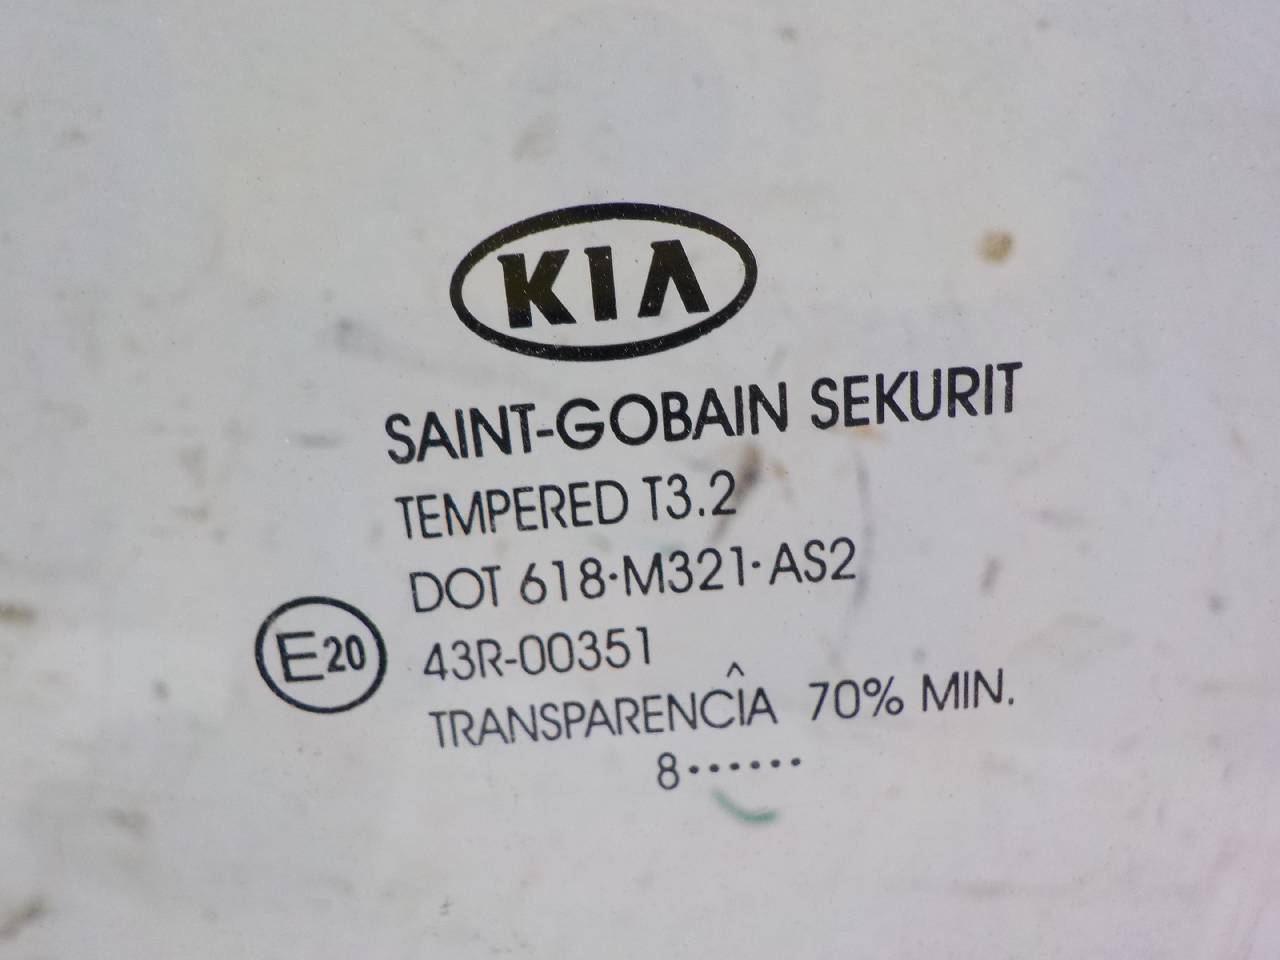 KIA
SAINT-GOBAIN SEKURIT
TEMPERED T3.2
DOT 618·M321·AS2
E20 43R-00351
TRANSPARENCÎA 70% MIN.
8······